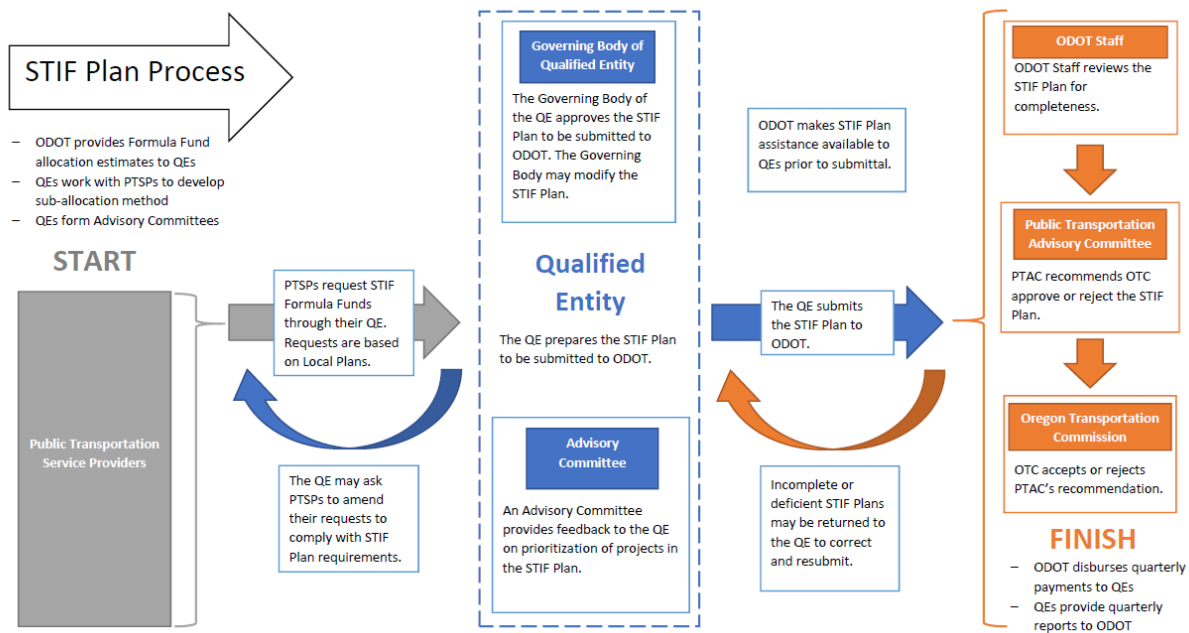 STIF Plan Process
– ODOT provides Formula Fund
allocation estimates to QEs
– QEs work with PTSPs to develop
sub-allocation method
– QEs form Advisory Committees
START
Public Transportation
Service Providers
PTSPs request STIF
Formula Funds
through their QE.
Requests are based
on Local Plans.
The QE may ask
PTSPs to amend
their requests to
comply with STIF
Plan requirements.
Governing Body of
Qualified Entity
The Governing Body of
the QE approves the STIF
Plan to be submitted to
ODOT. The Governing
Body may modify the
STIF Plan.
Qualified
Entity
The QE prepares the STIF Plan
to be submitted to ODOT.
Advisory
Committee
An Advisory Committee
provides feedback to the QE
on prioritization of projects in
the STIF Plan.
ODOT makes STIF Plan
assistance available to
QEs prior to submittal.
The QE submits
the STIF Plan to
ODOT.
Incomplete or
deficient STIF Plans
may be returned to
the QE to correct
and resubmit.
ODOT Staff
ODOT Staff reviews the
STIF Plan for
completeness.
Public Transportation
Advisory Committee
PTAC recommends OTC
approve or reject the STIF
Plan.
Oregon Transportation
Commission
OTC accepts or rejects
PTAC's recommendation.
FINISH
– ODOT disburses quarterly
payments to QEs
– QEs provide quarterly
reports to ODOT